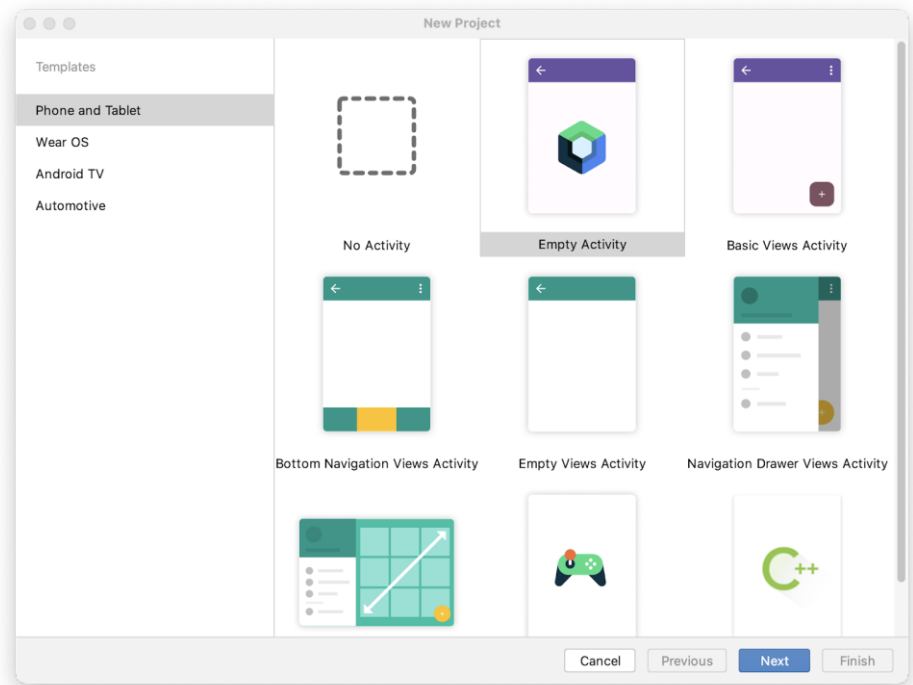 New Project
Templates
Phone and Tablet
Wear OS
Android TV
Automotive
No Activity
Empty Activity
Basic Views Activity
Bottom Navigation Views Activity
Empty Views Activity
Navigation Drawer Views Activity
C++
Cancel
Previous
Next
Finish